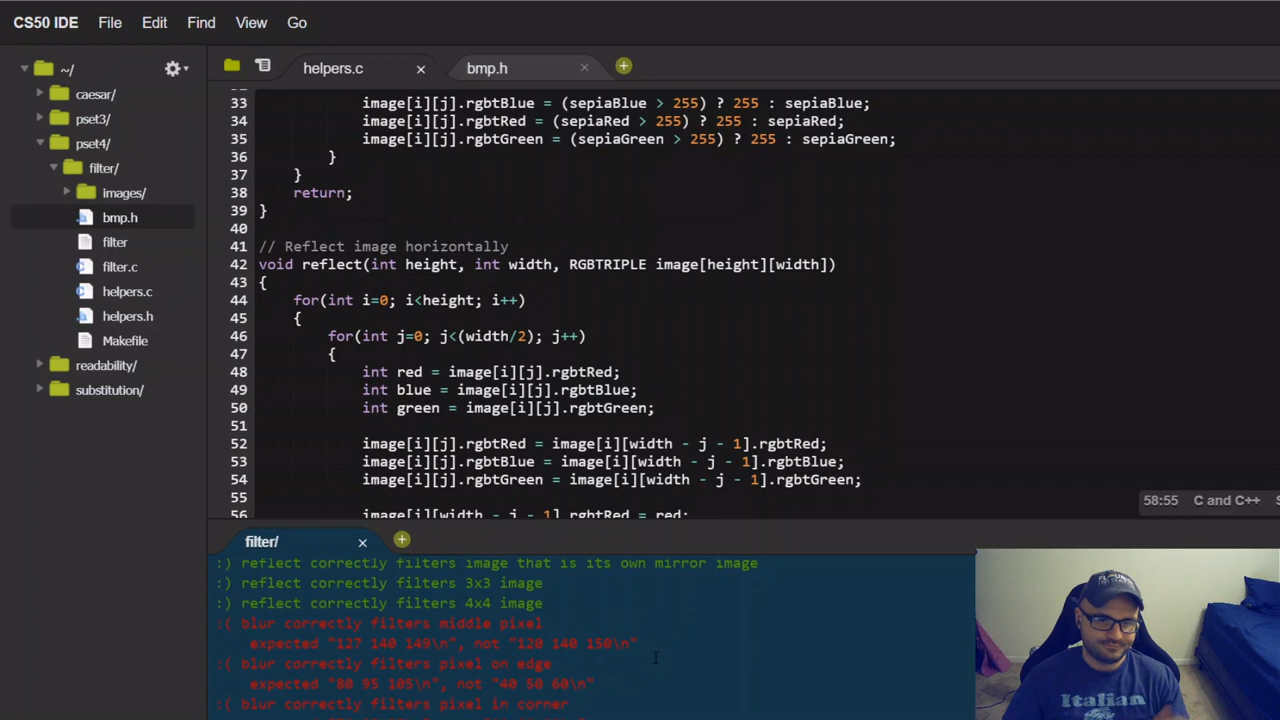 CS50 IDE File Edit Find View Go
~/
caesar/
pset3/
pset4/
filter/
images/
bmp.h
filter
filter.c
helpers.c
helpers.h
Makefile
readability/
substitution/
helpers.c
bmp.h
33 image[i][j].rgbtBlue = (sepiaBlue > 255) ? 255 : sepiaBlue;
34 image[i][j].rgbtRed = (sepiaRed > 255) ? 255 : sepiaRed;
35 image[i][j].rgbtGreen = (sepiaGreen > 255) ? 255 : sepiaGreen;
36 }
37 }
38 return;
39 }
40
41 // Reflect image horizontally
42 void reflect(int height, int width, RGBTRIPLE image[height][width])
43 {
44 for(int i=0; i<height; i++)
45 {
46 for(int j=0; j<(width/2); j++)
47 {
48 int red = image[i][j].rgbtRed;
49 int blue = image[i][j].rgbtBlue;
50 int green = image[i][j].rgbtGreen;
51
52 image[i][j].rgbtRed = image[i][width - j - 1].rgbtRed;
53 image[i][j].rgbtBlue = image[i][width - j - 1].rgbtBlue;
54 image[i][j].rgbtGreen = image[i][width - j - 1].rgbtGreen;
55
56 image[i][width - j - 1].rgbtRed = red;
58:55 C and C++
filter/
:) reflect correctly filters image that is its own mirror image
:) reflect correctly filters 3x3 image
:) reflect correctly filters 4x4 image
:( blur correctly filters middle pixel
expected "127 140 149\n", not "120 140 150\n"
:( blur correctly filters pixel on edge
expected "80 95 105\n", not "40 50 60\n"
:( blur correctly filters pixel in corner
Italian